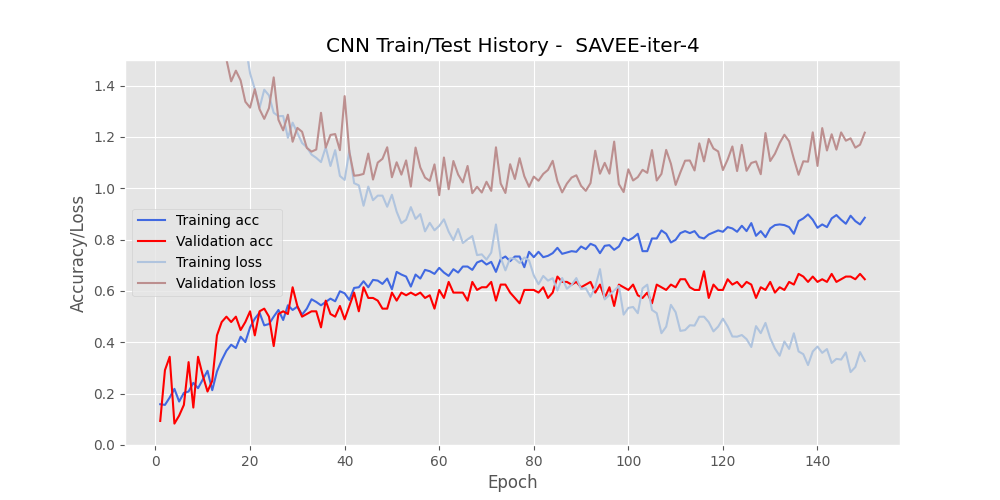 CNN Train/Test History -  SAVEE-iter-4
1.4
1.2
1.0
0.8
0.6
0.4
0.2
0.0
Accuracy/Loss
Training acc
Validation acc
Training loss
Validation loss
0 20 40 60 80 100 120 140
Epoch